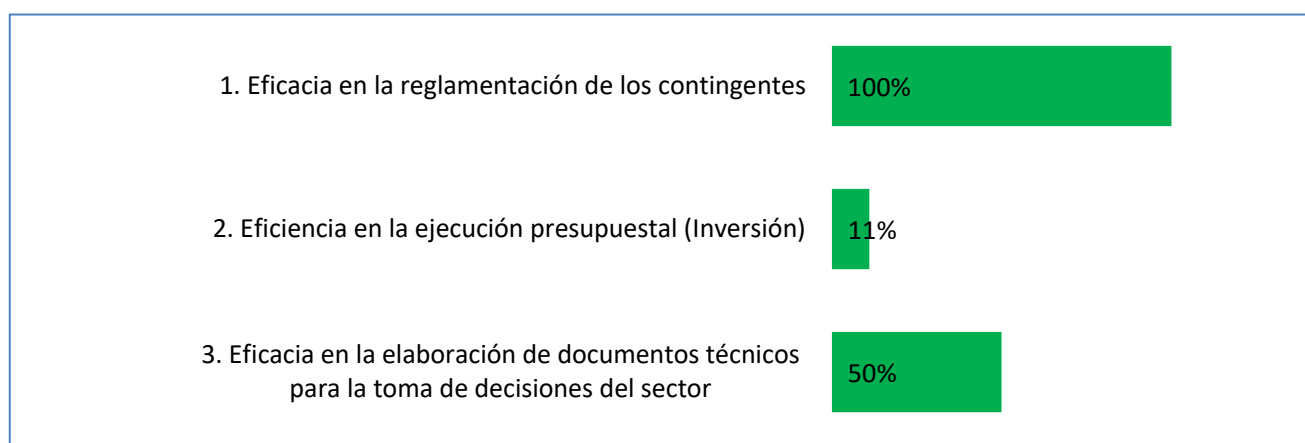 1. Eficacia en la reglamentación de los contingentes
100%
2. Eficiencia en la ejecución presupuestal (Inversión)
11%
3. Eficacia en la elaboración de documentos técnicos
para la toma de decisiones del sector
50%